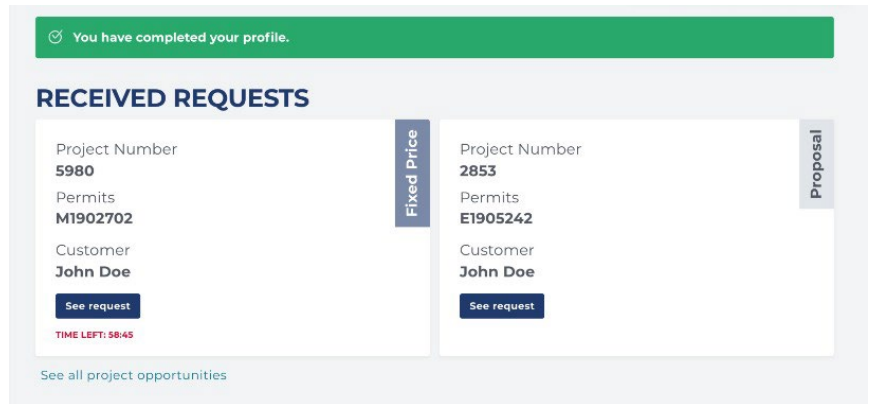 You have completed your profile.
RECEIVED REQUESTS
Project Number
5980
Permits
M1902702
Customer
John Doe
See request
TIME LEFT: 58:45
Fixed Price
Project Number
2853
Permits
E1905242
Customer
John Doe
See request
Proposal
See all project opportunities